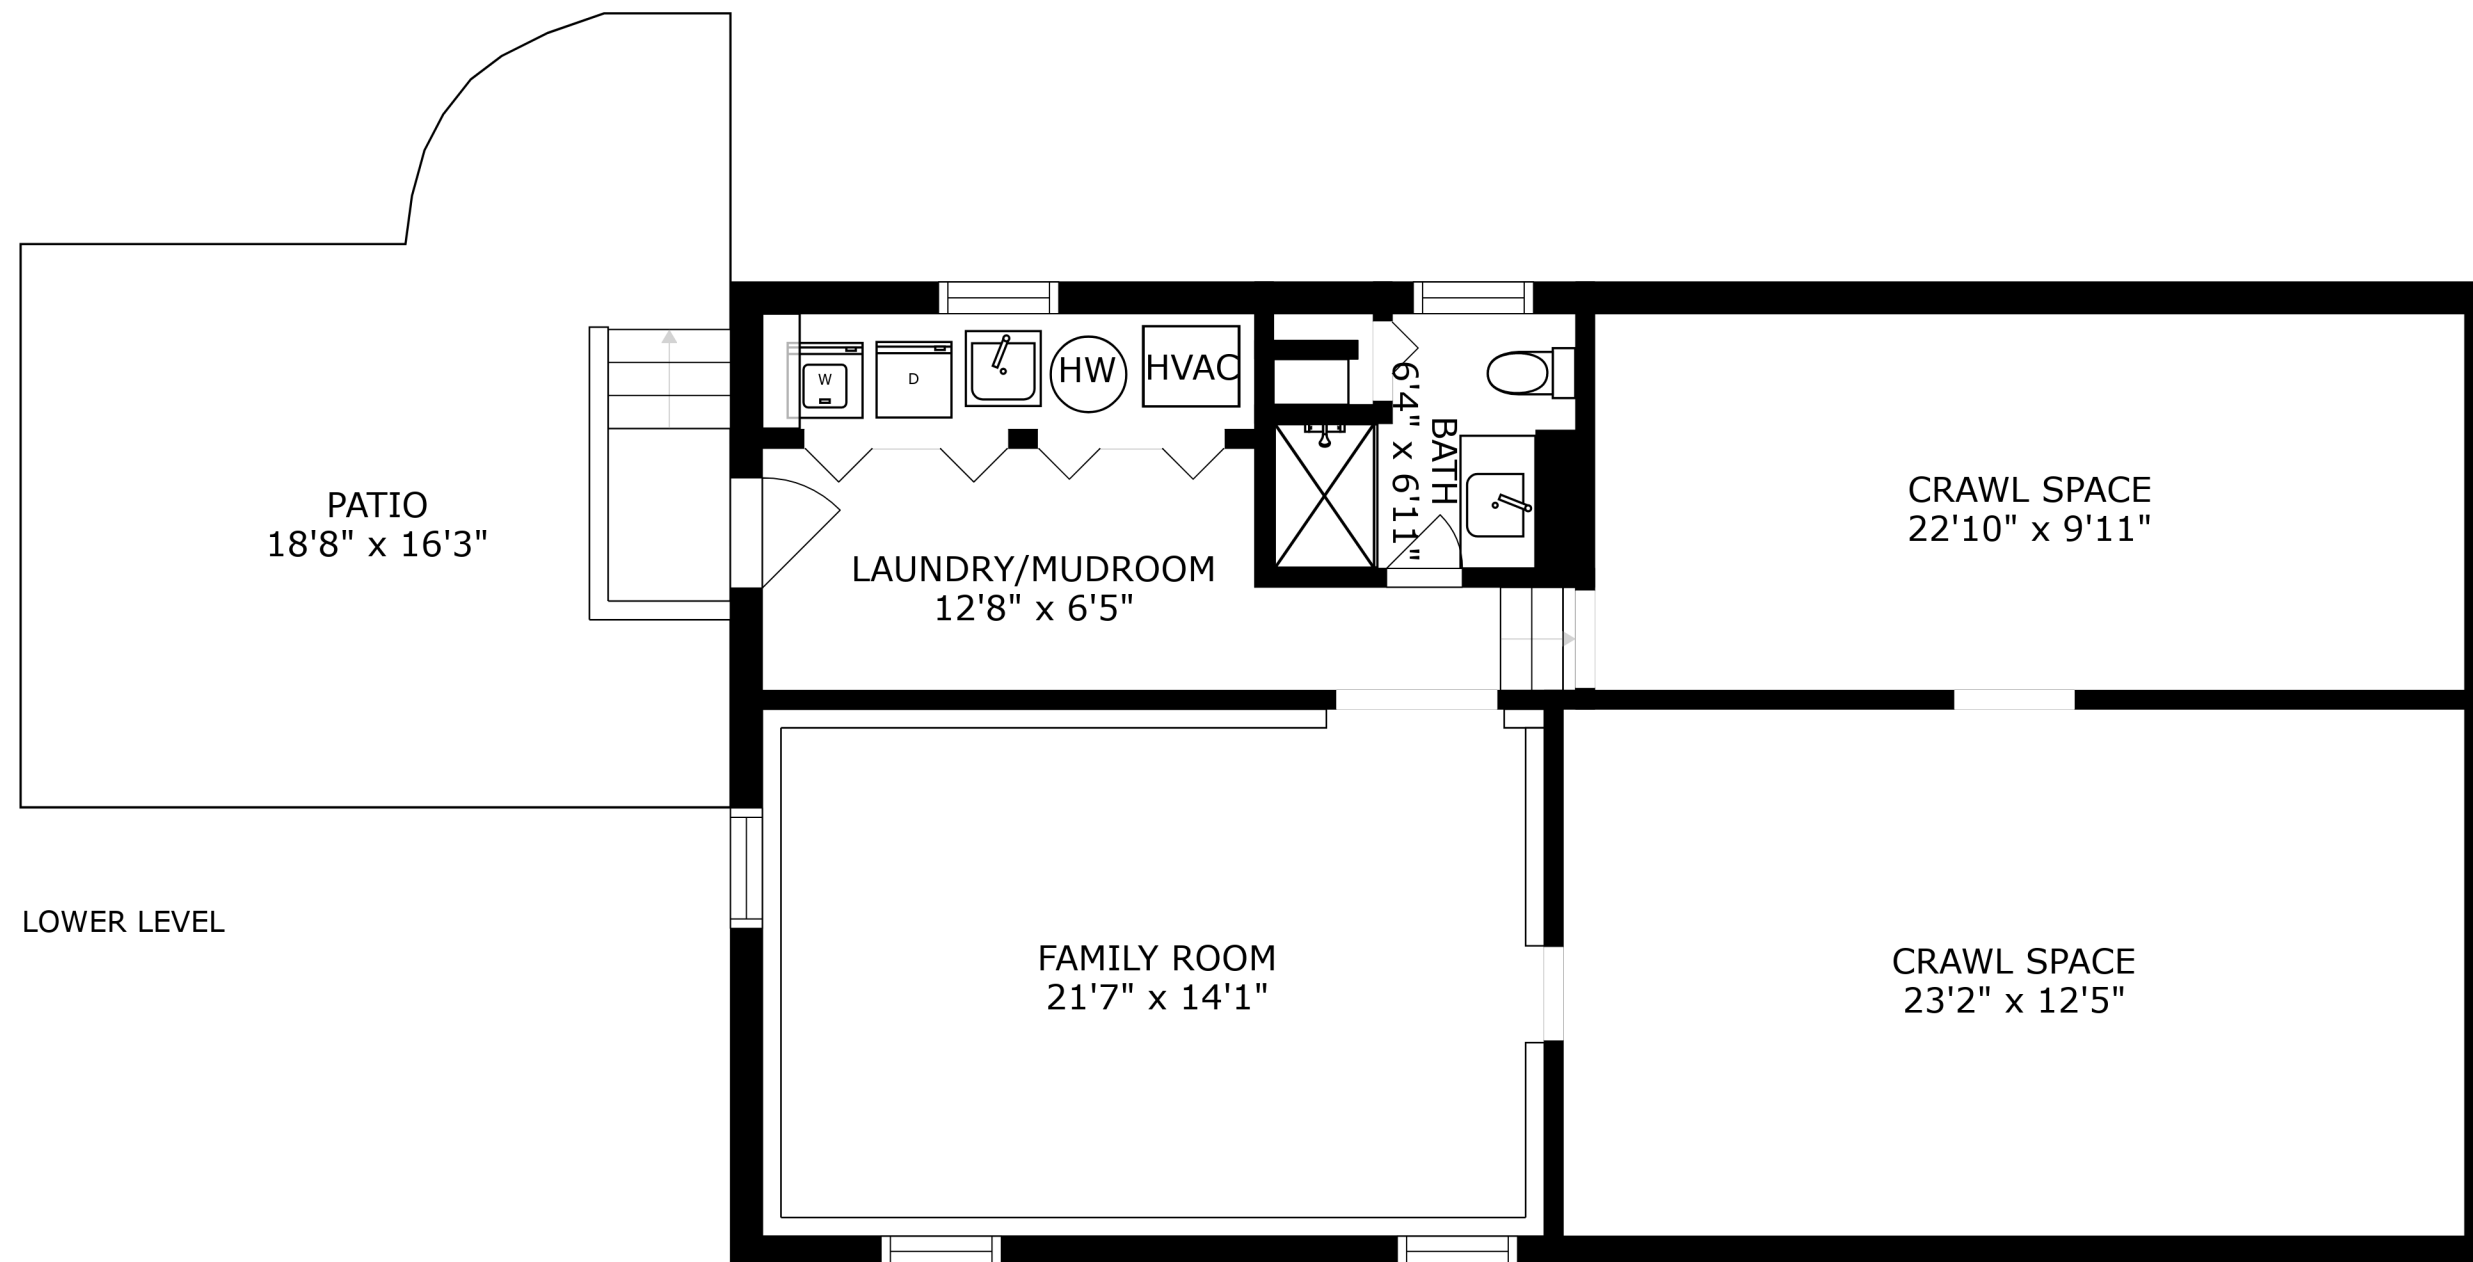 HW
HVAC
W
D
BATH
6'4" x 6'11"
PATIO
18'8" x 16'3"
LAUNDRY/MUDROOM
12'8" x 6'5"
CRAWL SPACE
22'10" x 9'11"
LOWER LEVEL
FAMILY ROOM
21'7" x 14'1"
CRAWL SPACE
23'2" x 12'5"